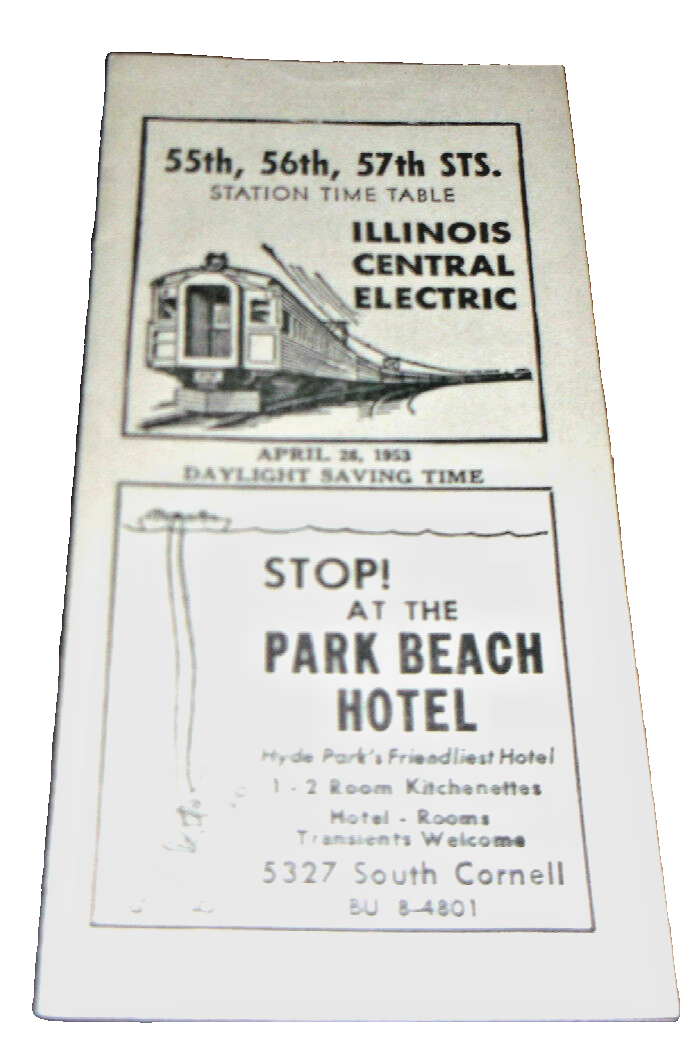 55th, 56th, 57th STS.
STATION TIME TABLE
ILLINOIS
CENTRAL
ELECTRIC
APRIL 26, 1953
DAYLIGHT SAVING TIME
STOP!
AT THE
PARK BEACH
HOTEL
Hyde Park's Friendliest Hotel
1 - 2 Room Kitchenettes
Hotel - Rooms
Transients Welcome
5327 South Cornell
BU 8-4801